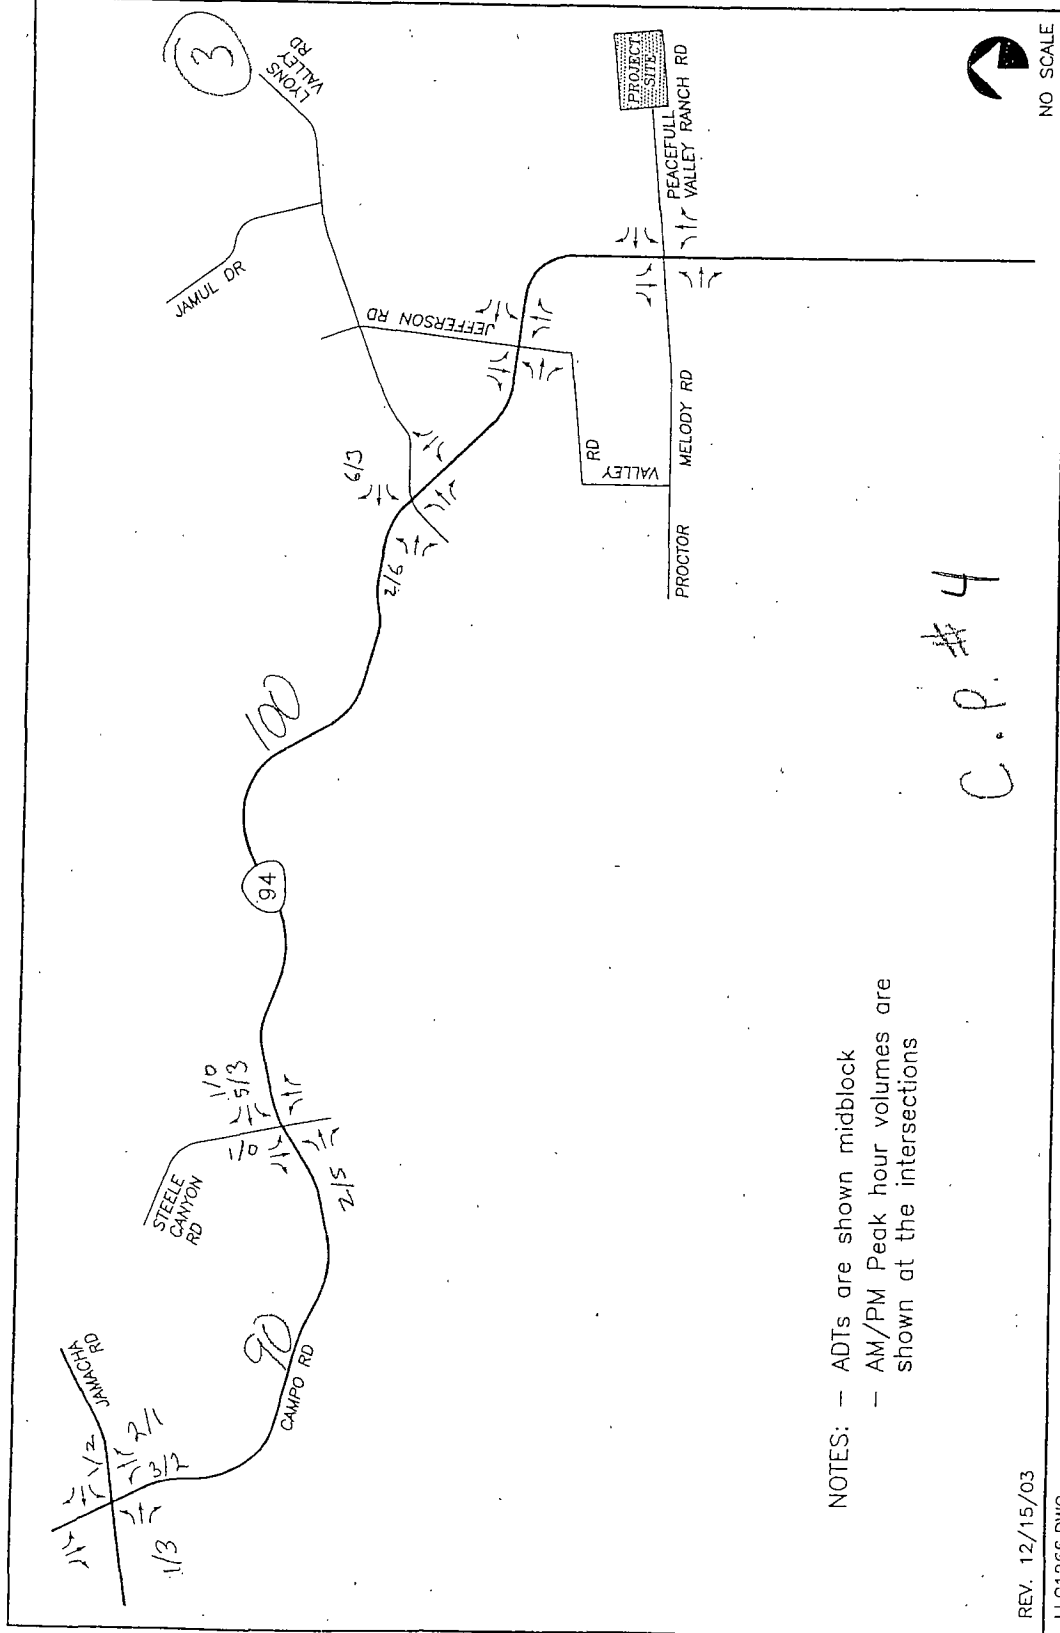 3
LYONS
VALLEY
RD
JAMUL DR
PROJECT
SITE
PEACEFULL
VALLEY RANCH RD
NO SCALE
JEFFERSON RD
6/3
2/6
RD
VALLEY
MELODY RD
PROCTOR
100
94
C.P. #4
1/0
5/3
1/0
2/5
STEELE
CANYON
RD
JAMACHA
RD
90
CAMPO RD
1/2
2/1
3/2
1/3
NOTES: - ADTs are shown midblock
- AM/PM Peak hour volumes are
shown at the intersections
REV. 12/15/03